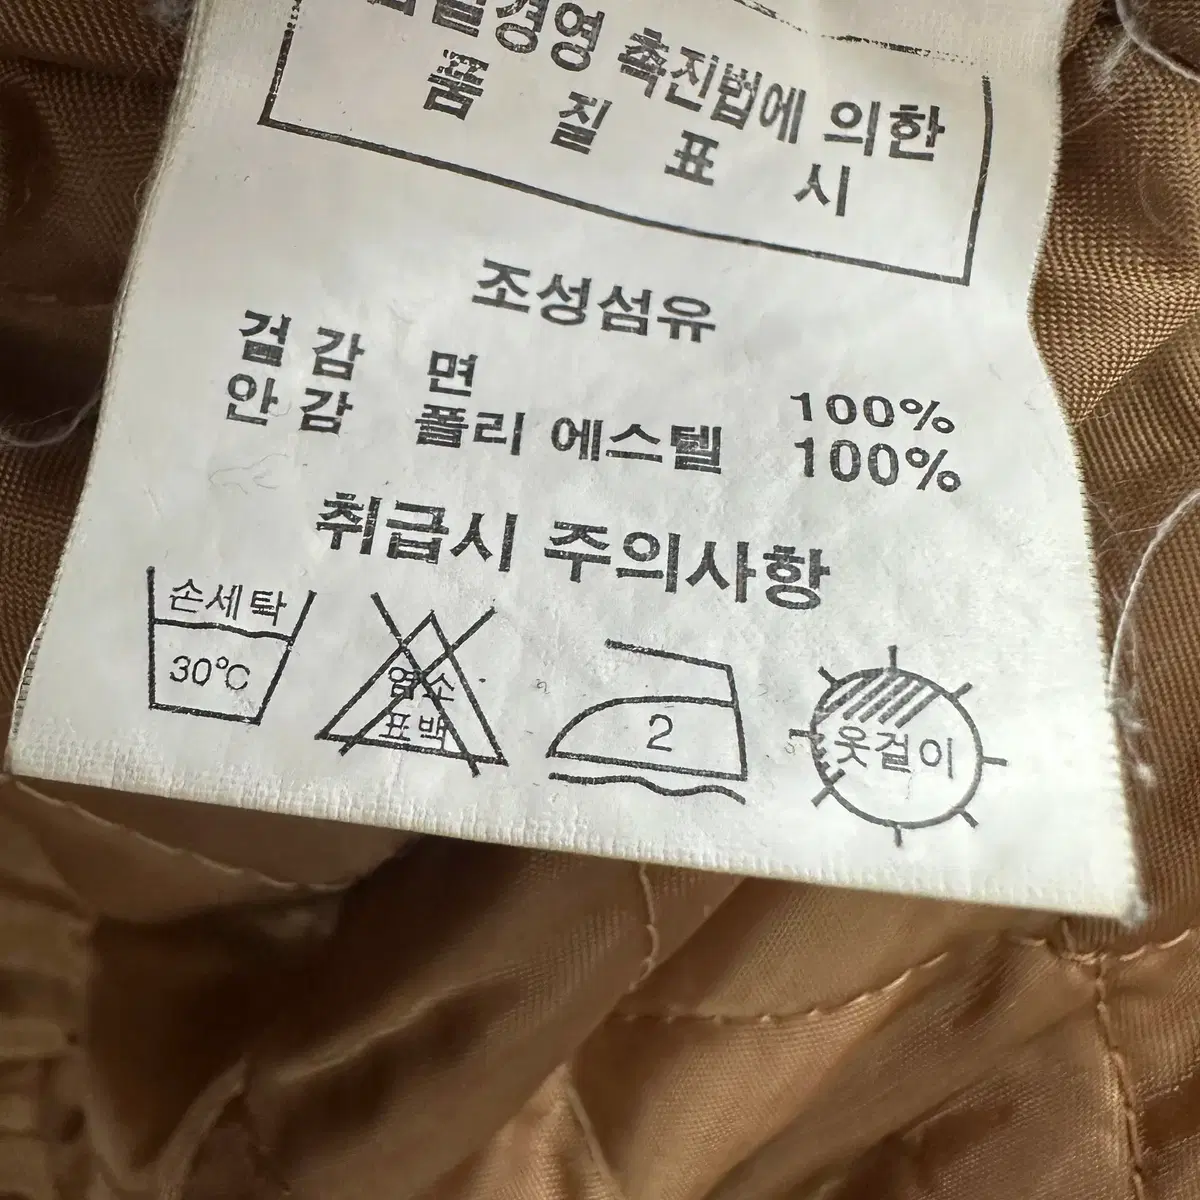 경영 촉진법에 의한
품 질 표 시
조성섬유
겉 감 면 100%
안 감 폴리 에스텔 100%
취급시 주의사항
손세탁
30℃
염소
표백
2
옷걸이